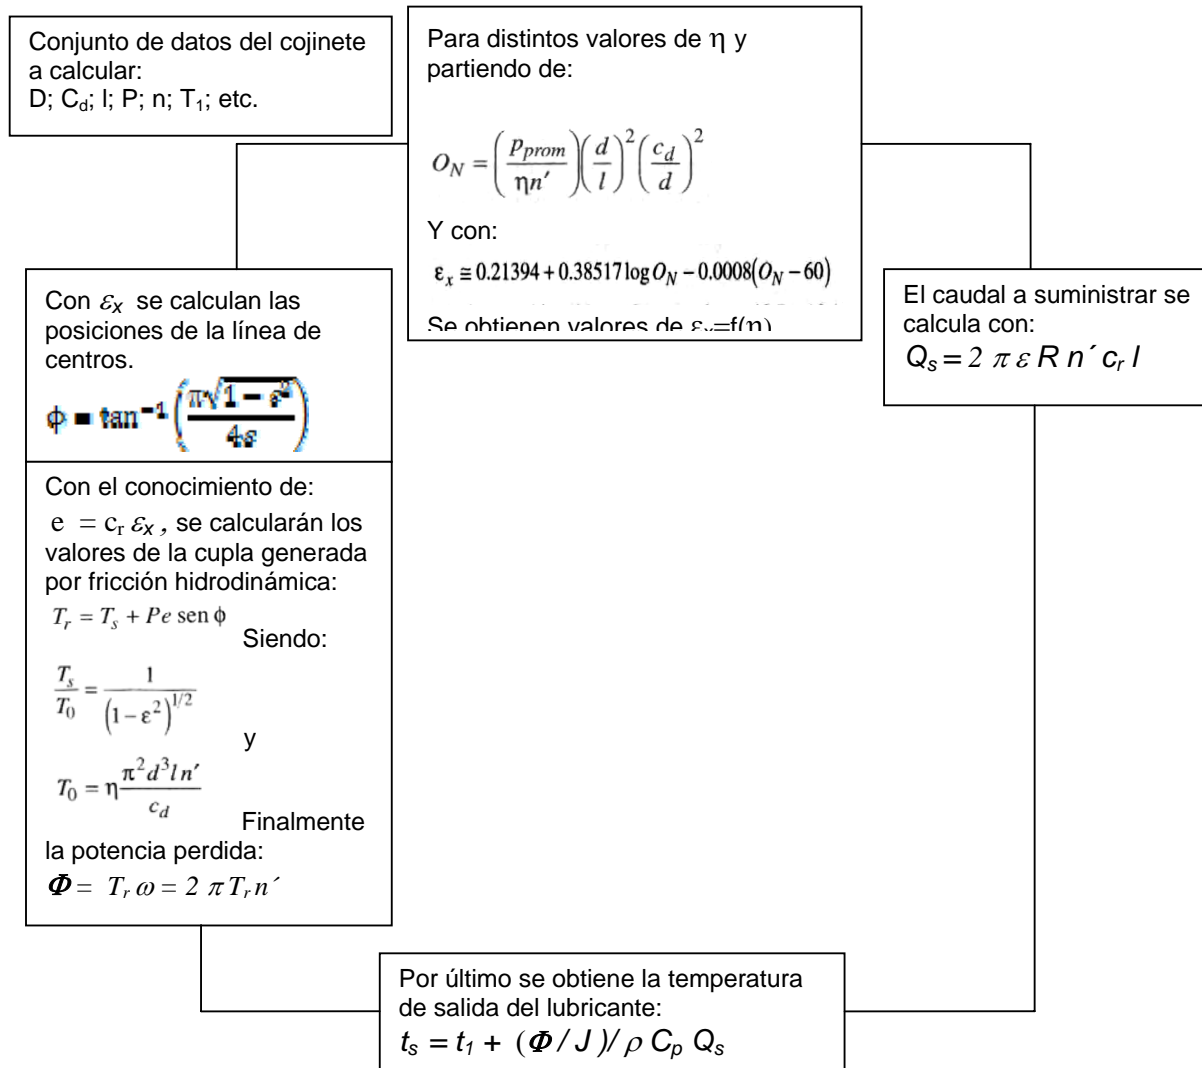 Conjunto de datos del cojinete
a calcular:
D; C_d; l; P; n; T_1; etc.
Para distintos valores de η y
partiendo de:
O_N = (p_prom / ηn′)(d / l)^2 (c_d / d)^2
Y con:
ε_x ≅ 0.21394 + 0.38517 log O_N − 0.0008(O_N − 60)
Se obtienen valores de ε_x=f(η)
Con ε_x se calculan las
posiciones de la línea de
centros.
ϕ = tan^−1 (π√(1 − ε^2) / 4ε)
Con el conocimiento de:
e = c_r ε_x , se calcularán los
valores de la cupla generada
por fricción hidrodinámica:
T_r = T_s + Pe sen ϕ
Siendo:
T_s / T_0 = 1 / (1 − ε^2)^1/2
y
T_0 = η π^2 d^3 l n′ / c_d
Finalmente
la potencia perdida:
Φ = T_r ω = 2 π T_r n´
El caudal a suministrar se
calcula con:
Q_s = 2 π ε R n´ c_r l
Por último se obtiene la temperatura
de salida del lubricante:
t_s = t_1 + (Φ / J )/ ρ C_p Q_s